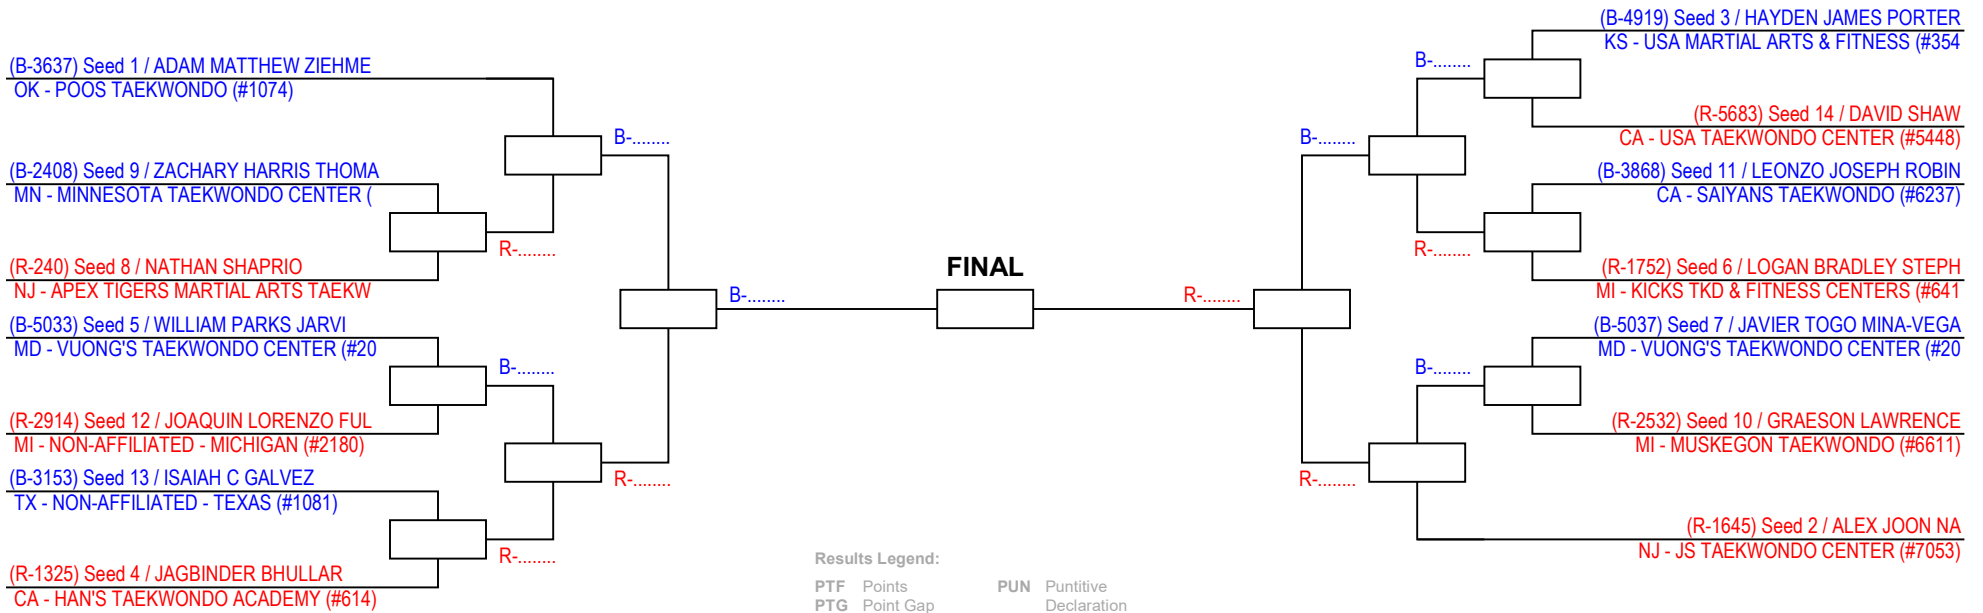 (B-3637) Seed 1 / ADAM MATTHEW ZIEHME
OK - POOS TAEKWONDO (#1074)
(B-2408) Seed 9 / ZACHARY HARRIS THOMA
MN - MINNESOTA TAEKWONDO CENTER (
(R-240) Seed 8 / NATHAN SHAPRIO
NJ - APEX TIGERS MARTIAL ARTS TAEKW
(B-5033) Seed 5 / WILLIAM PARKS JARVI
MD - VUONG'S TAEKWONDO CENTER (#20
(R-2914) Seed 12 / JOAQUIN LORENZO FUL
MI - NON-AFFILIATED - MICHIGAN (#2180)
(B-3153) Seed 13 / ISAIAH C GALVEZ
TX - NON-AFFILIATED - TEXAS (#1081)
(R-1325) Seed 4 / JAGBINDER BHULLAR
CA - HAN'S TAEKWONDO ACADEMY (#614)
R-........
B-........
R-........
B-........
R-........
B-........
FINAL
R-........
B-........
R-........
B-........
R-........
B-........
(B-4919) Seed 3 / HAYDEN JAMES PORTER
KS - USA MARTIAL ARTS & FITNESS (#354
(R-5683) Seed 14 / DAVID SHAW
CA - USA TAEKWONDO CENTER (#5448)
(B-3868) Seed 11 / LEONZO JOSEPH ROBIN
CA - SAIYANS TAEKWONDO (#6237)
(R-1752) Seed 6 / LOGAN BRADLEY STEPH
MI - KICKS TKD & FITNESS CENTERS (#641
(B-5037) Seed 7 / JAVIER TOGO MINA-VEGA
MD - VUONG'S TAEKWONDO CENTER (#20
(R-2532) Seed 10 / GRAESON LAWRENCE
MI - MUSKEGON TAEKWONDO (#6611)
(R-1645) Seed 2 / ALEX JOON NA
NJ - JS TAEKWONDO CENTER (#7053)
Results Legend:
PTF Points PUN Puntitive
PTG Point Gap Declaration